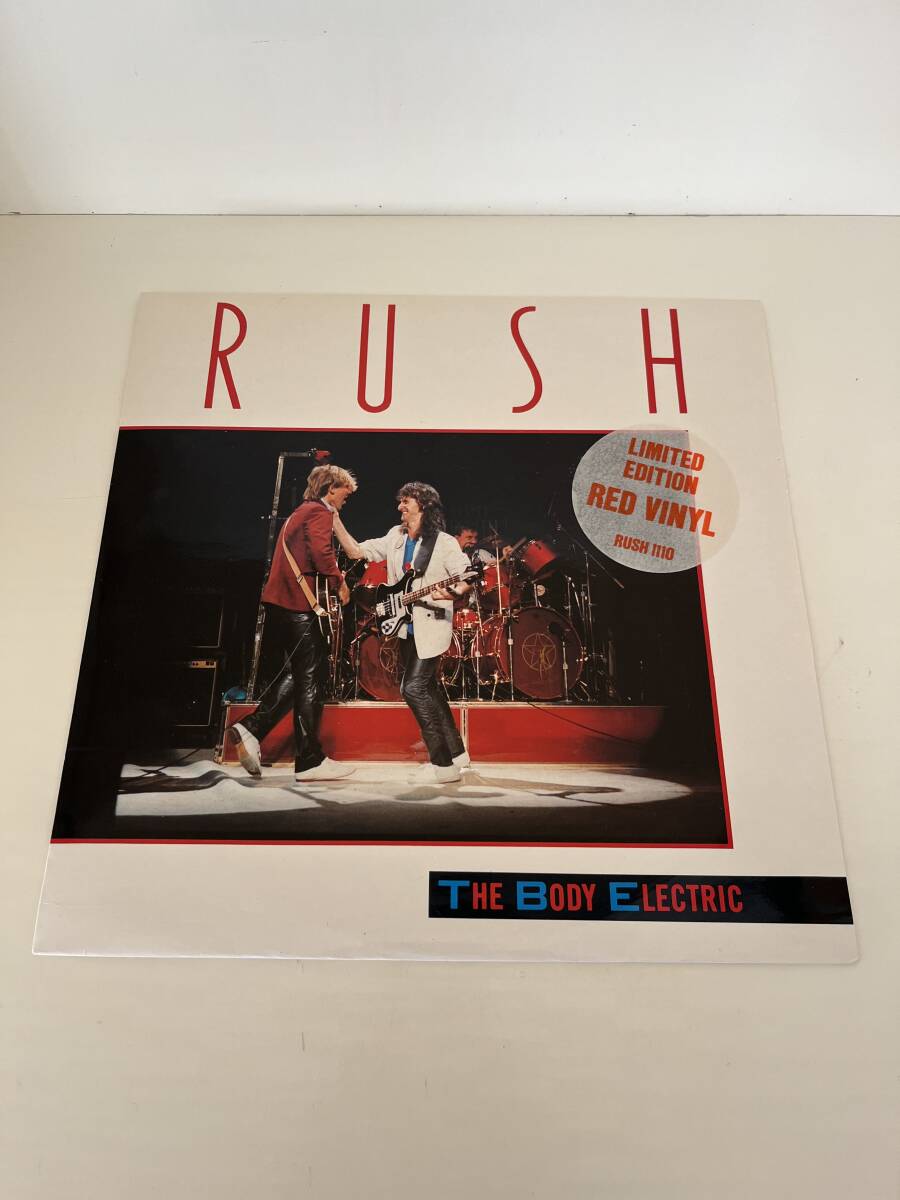 RUSH
LIMITED
EDITION
RED VINYL
RUSH 1110
THE BODY ELECTRIC